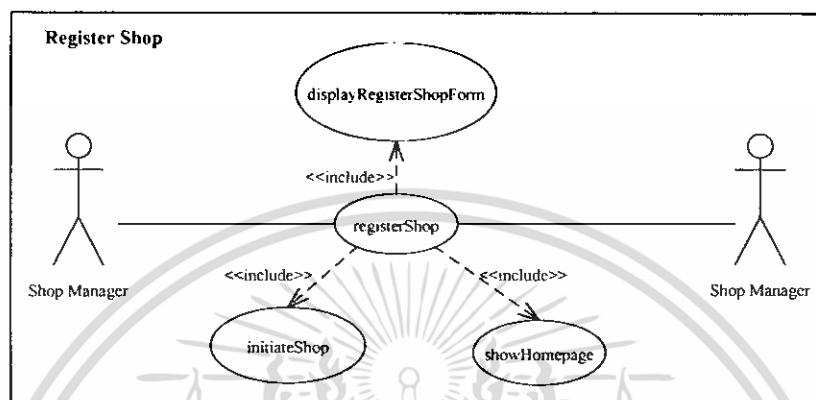 Register Shop
displayRegisterShopForm
<<include>>
registerShop
<<include>>
<<include>>
Shop Manager
Shop Manager
initiateShop
showHomepage